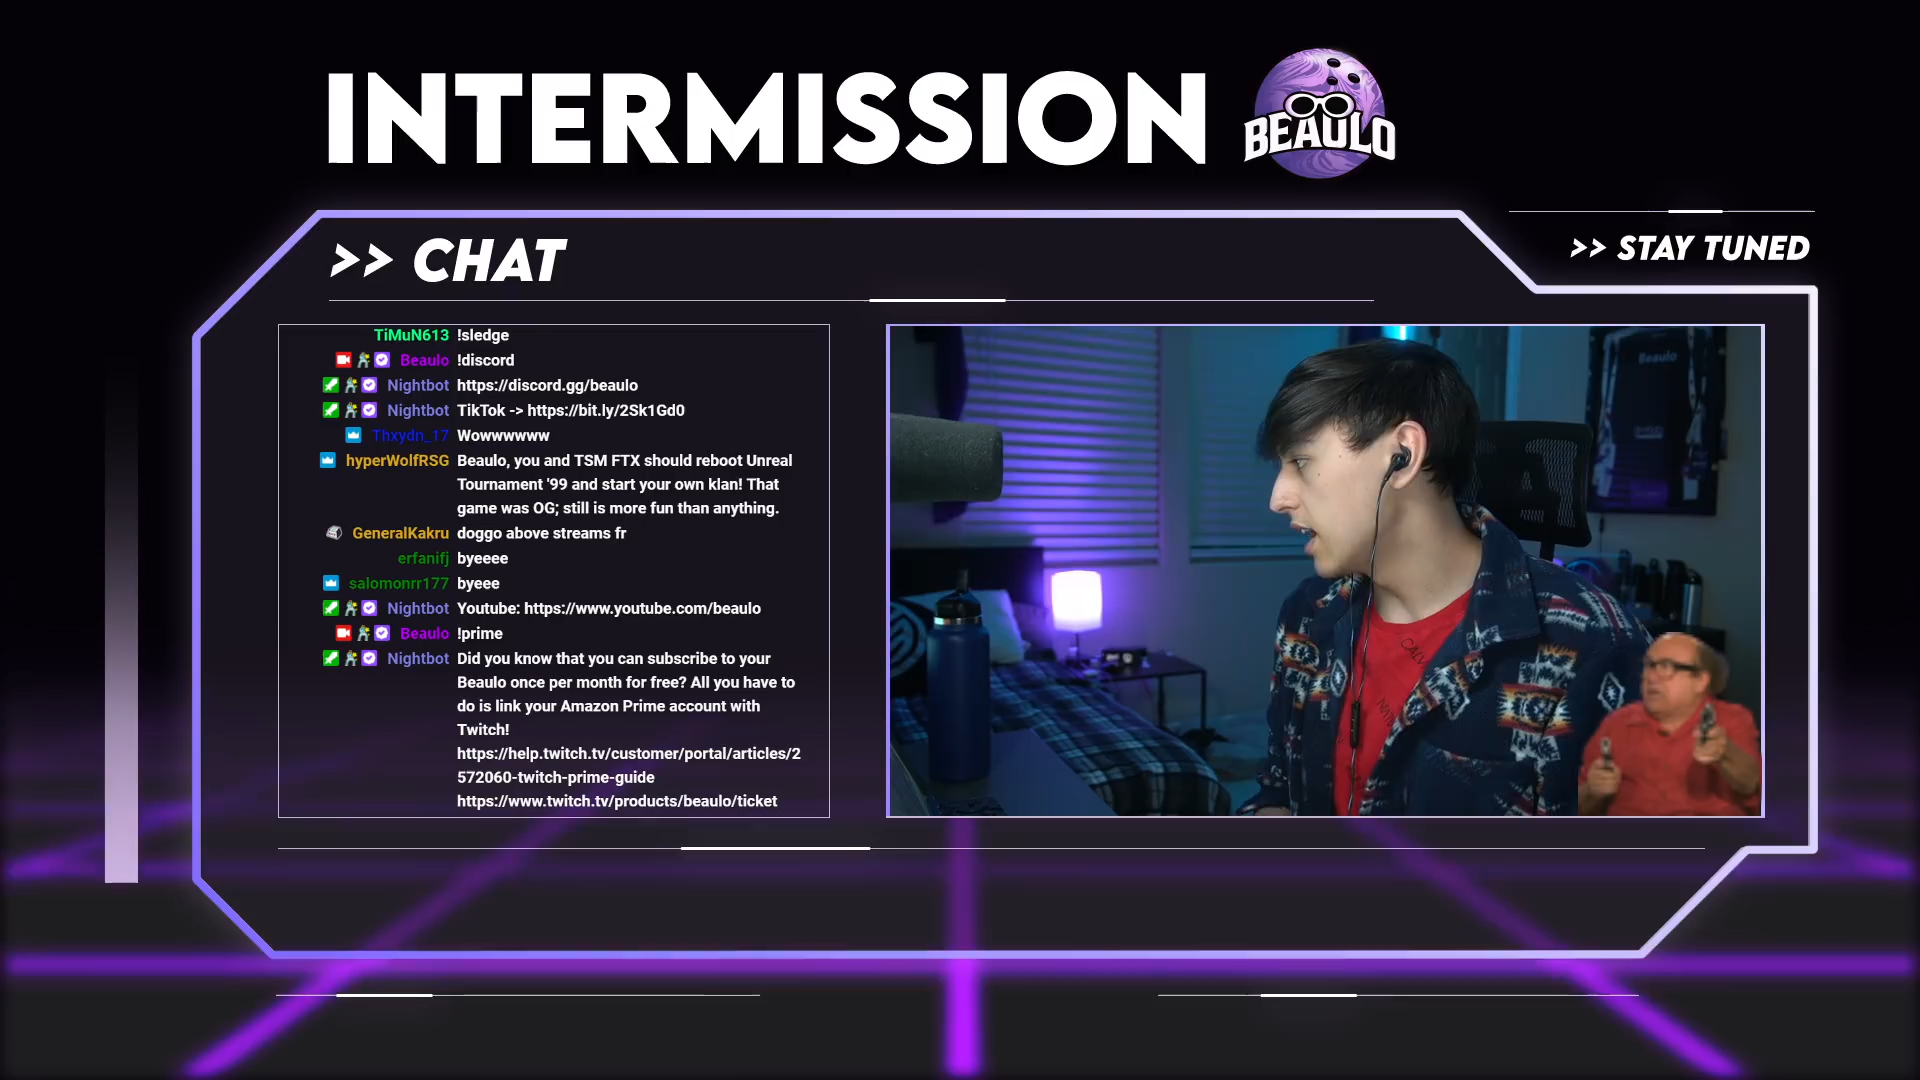 INTERMISSION
BEAULO
>> CHAT
>> STAY TUNED
TiMuN613 !sledge
Beaulo !discord
Nightbot https://discord.gg/beaulo
Nightbot TikTok -> https://bit.ly/2Sk1Gd0
Thxydn_17 Wowwwwww
hyperWolfRSG Beaulo, you and TSM FTX should reboot Unreal
Tournament '99 and start your own klan! That
game was OG; still is more fun than anything.
GeneralKakru doggo above streams fr
erfanifj byeeee
salomonrr177 byeee
Nightbot Youtube: https://www.youtube.com/beaulo
Beaulo !prime
Nightbot Did you know that you can subscribe to your
Beaulo once per month for free? All you have to
do is link your Amazon Prime account with
Twitch!
https://help.twitch.tv/customer/portal/articles/2
572060-twitch-prime-guide
https://www.twitch.tv/products/beaulo/ticket
Beaulo